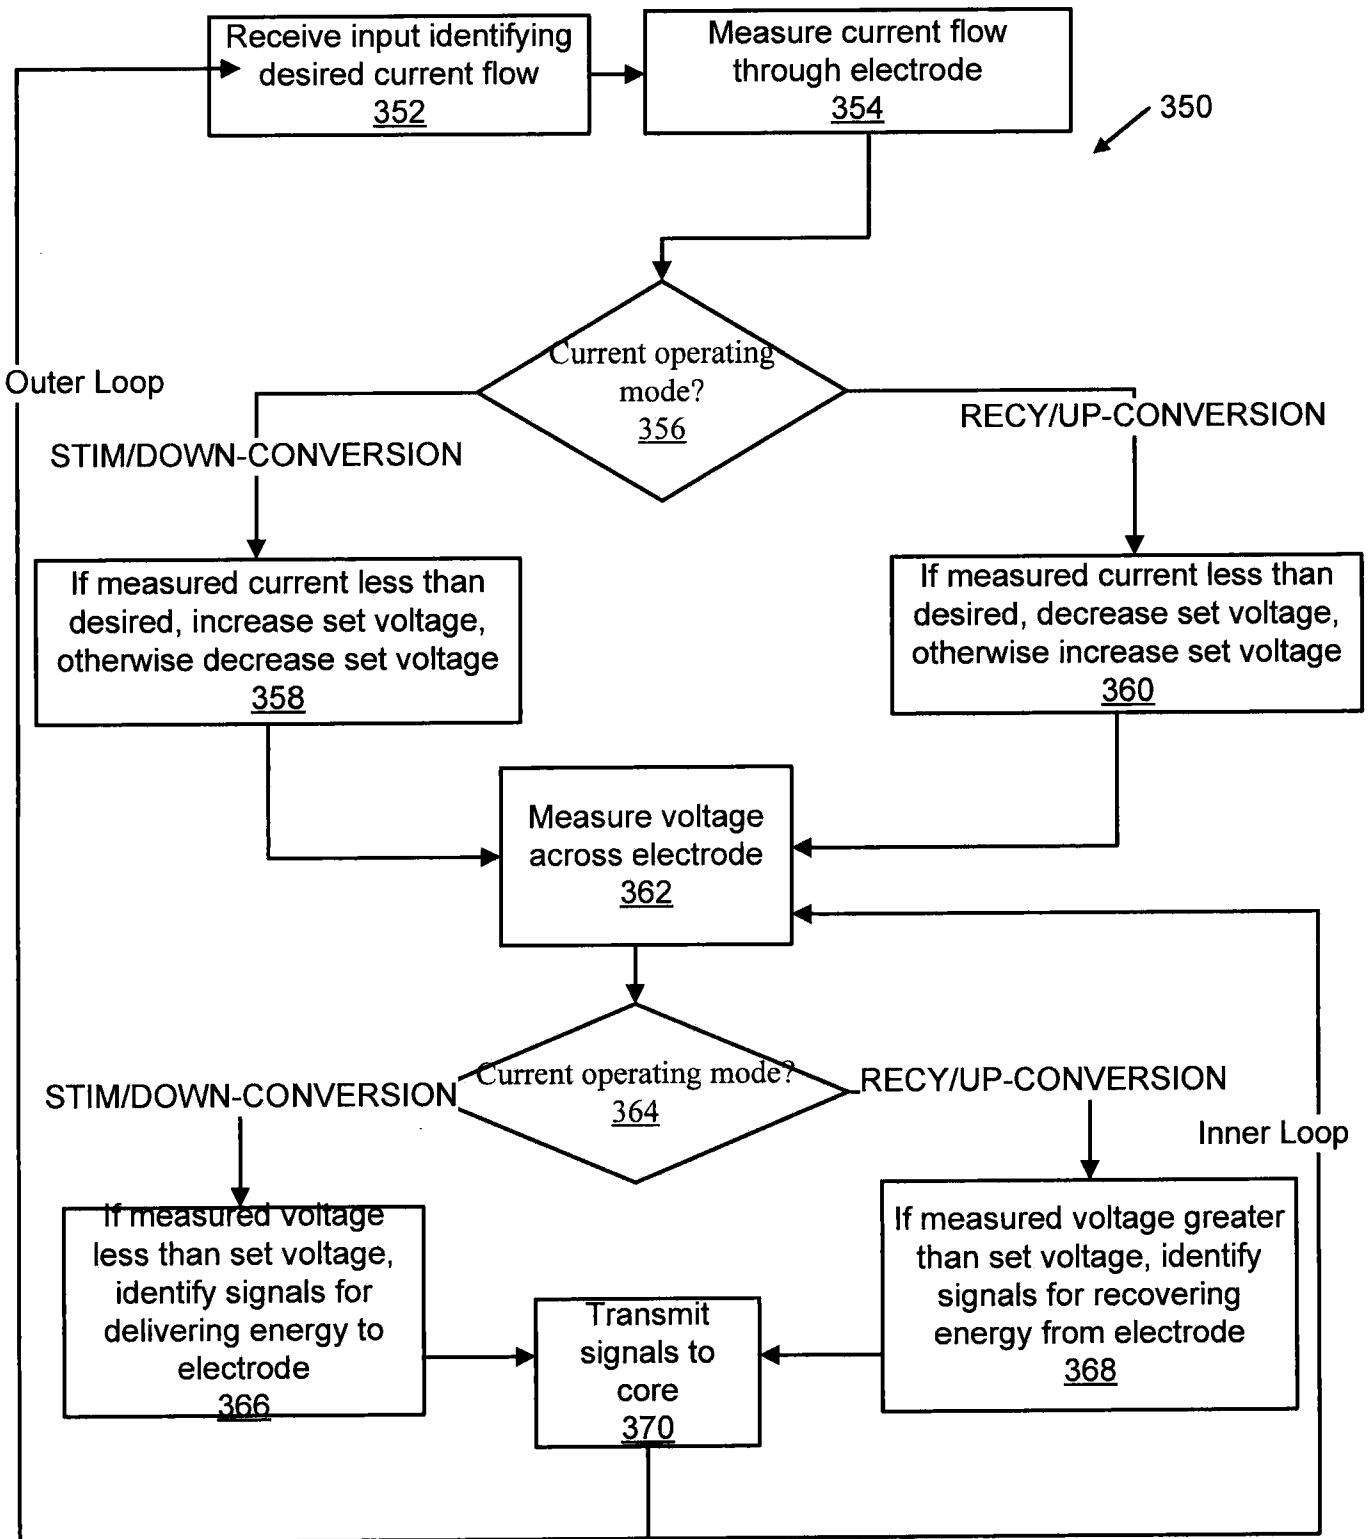 Receive input identifying
desired current flow
352
Measure current flow
through electrode
354
350
Current operating
mode?
356
Outer Loop
STIM/DOWN-CONVERSION
RECY/UP-CONVERSION
If measured current less than
desired, increase set voltage,
otherwise decrease set voltage
358
If measured current less than
desired, decrease set voltage,
otherwise increase set voltage
360
Measure voltage
across electrode
362
Current operating mode?
364
STIM/DOWN-CONVERSION
RECY/UP-CONVERSION
Inner Loop
If measured voltage
less than set voltage,
identify signals for
delivering energy to
electrode
366
If measured voltage greater
than set voltage, identify
signals for recovering
energy from electrode
368
Transmit
signals to
core
370